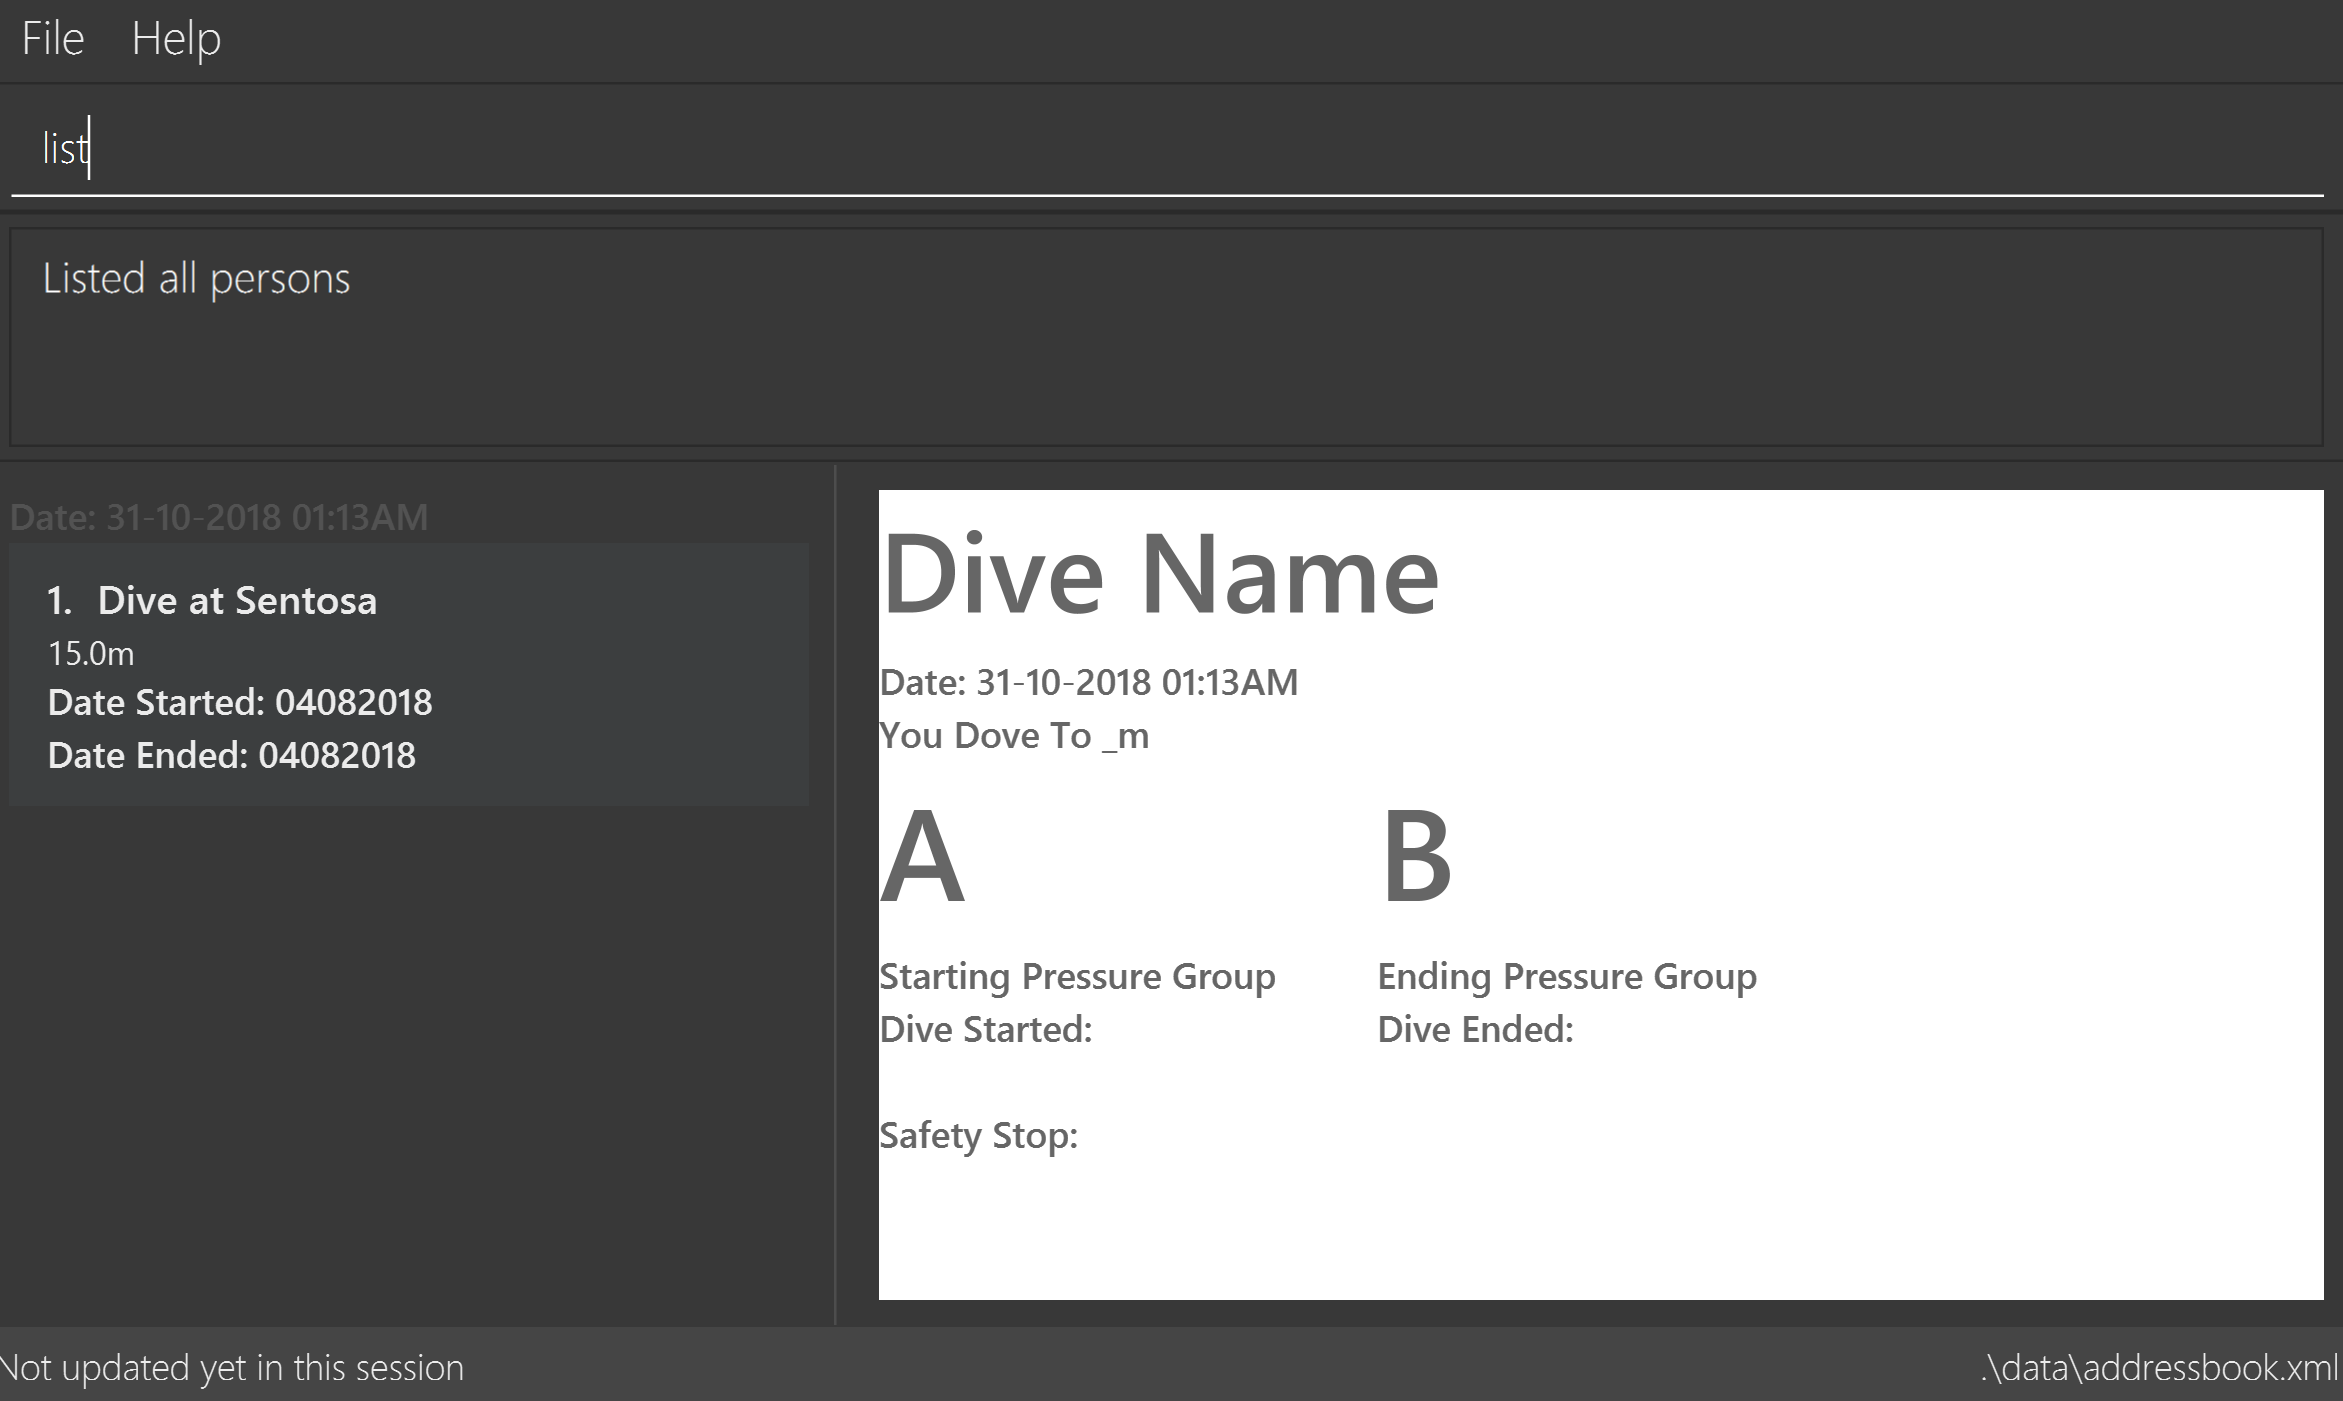 File Help
list
Listed all persons
Date: 31-10-2018 01:13AM
1. Dive at Sentosa
15.0m
Date Started: 04082018
Date Ended: 04082018
Dive Name
Date: 31-10-2018 01:13AM
You Dove To _m
A B
Starting Pressure Group Ending Pressure Group
Dive Started: Dive Ended:
Safety Stop:
Not updated yet in this session .\data\addressbook.xml